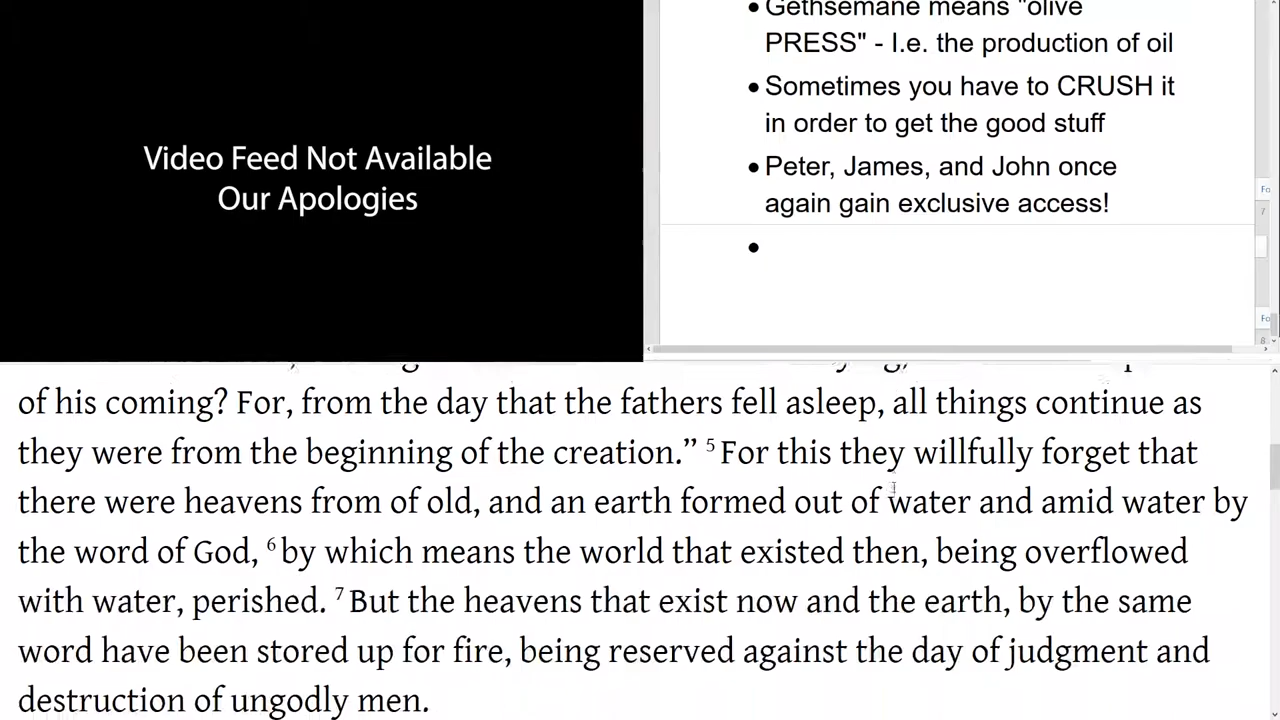 Video Feed Not Available
Our Apologies
• Gethsemane means "olive
PRESS" - I.e. the production of oil
• Sometimes you have to CRUSH it
in order to get the good stuff
• Peter, James, and John once
again gain exclusive access!
•
Fo
7
Fo
8
of his coming? For, from the day that the fathers fell asleep, all things continue as
they were from the beginning of the creation.” 5 For this they willfully forget that
there were heavens from of old, and an earth formed out of water and amid water by
the word of God, 6 by which means the world that existed then, being overflowed
with water, perished. 7 But the heavens that exist now and the earth, by the same
word have been stored up for fire, being reserved against the day of judgment and
destruction of ungodly men.